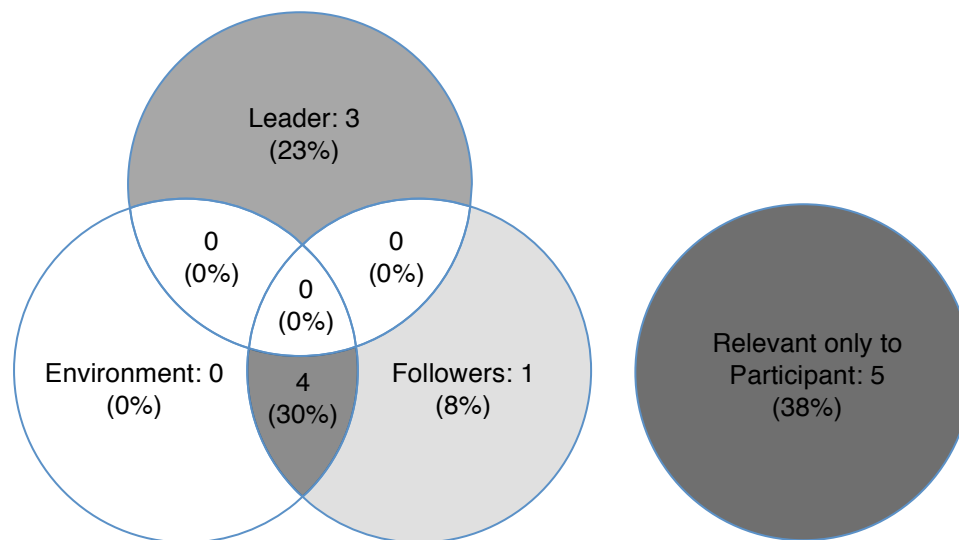 Leader: 3
(23%)
0
(0%)
0
(0%)
0
(0%)
Environment: 0
(0%)
4
(30%)
Followers: 1
(8%)
Relevant only to
Participant: 5
(38%)